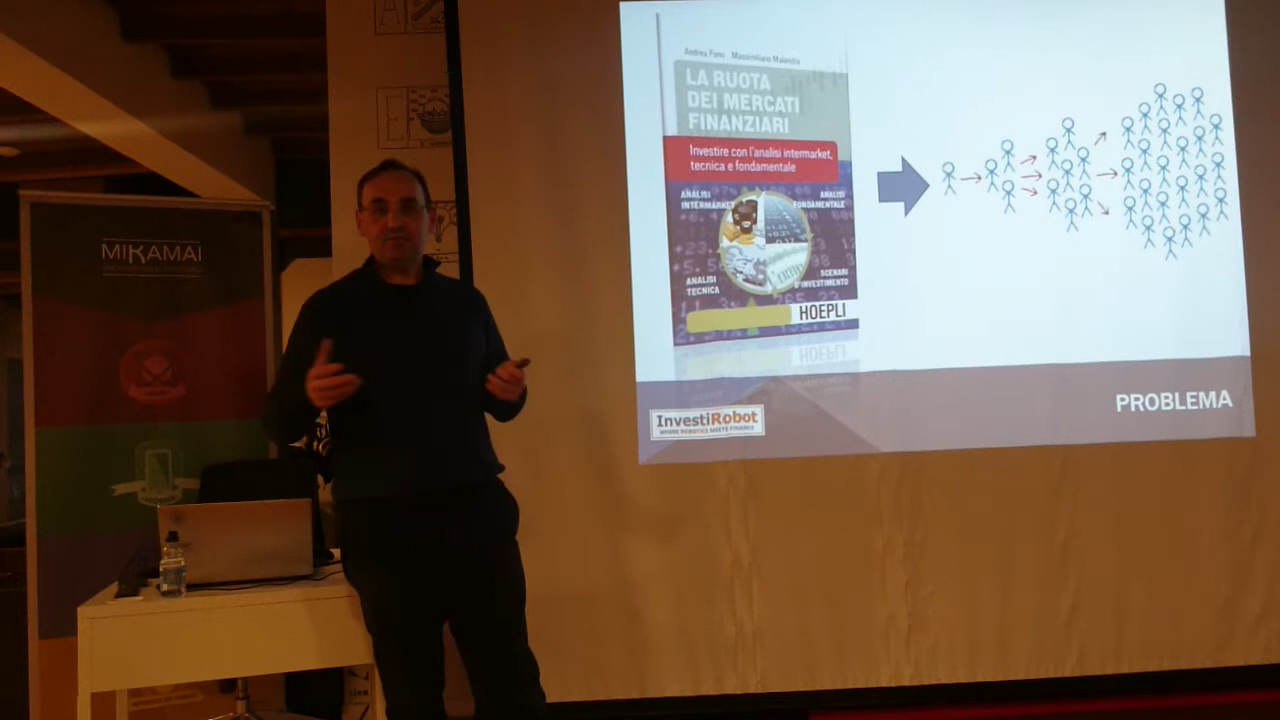 A
E
MIKAMAI
Andrea Forni Massimiliano Malandra
LA RUOTA
DEI MERCATI
FINANZIARI
Investire con l'analisi intermarket,
tecnica e fondamentale
ANALISI
INTERMARKET
ANALISI
FONDAMENTALE
ANALISI
TECNICA
SCENARI
D'INVESTIMENTO
HOEPLI
InvestiRobot
WHERE ROBOTICS MEETS FINANCE
PROBLEMA